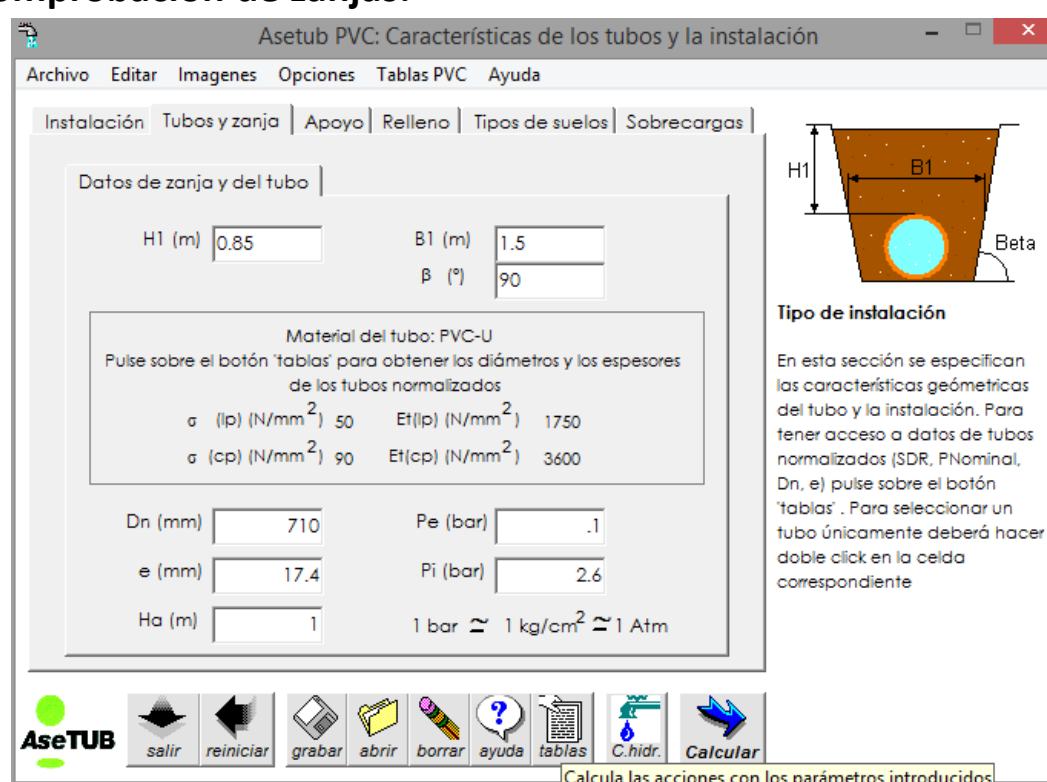 omprobación de zanjas.
Asetub PVC: Características de los tubos y la instalación
Archivo Editar Imagenes Opciones Tablas PVC Ayuda
Instalación Tubos y zanja Apoyo Relleno Tipos de suelos Sobrecargas
Datos de zanja y del tubo
H1 (m) 0.85 B1 (m) 1.5
β (º) 90
Material del tubo: PVC-U
Pulse sobre el botón 'tablas' para obtener los diámetros y los espesores
de los tubos normalizados
σ (lp) (N/mm²) 50 Et(lp) (N/mm²) 1750
σ (cp) (N/mm²) 90 Et(cp) (N/mm²) 3600
Dn (mm) 710 Pe (bar) .1
e (mm) 17.4 Pi (bar) 2.6
Ha (m) 1 1 bar ≃ 1 kg/cm² ≃ 1 Atm
H1 B1
Beta
Tipo de instalación
En esta sección se especifican
las características geómetricas
del tubo y la instalación. Para
tener acceso a datos de tubos
normalizados (SDR, PNominal,
Dn, e) pulse sobre el botón
'tablas' . Para seleccionar un
tubo únicamente deberá hacer
doble click en la celda
correspondiente
AseTUB salir reiniciar grabar abrir borrar ayuda tablas C.hidr. Calcular
Calcula las acciones con los parámetros introducidos